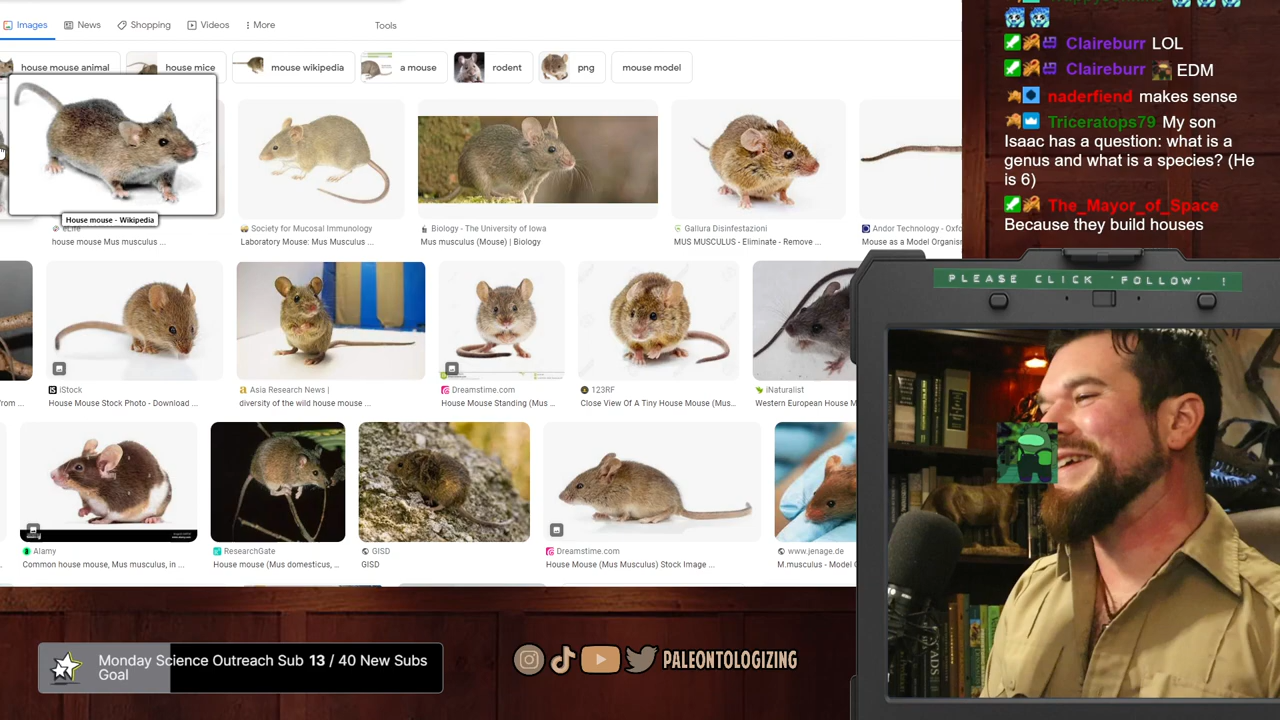 Images
News
Shopping
Videos
More
Tools
house mouse animal
house mice
mouse wikipedia
a mouse
rodent
png
mouse model
House mouse - Wikipedia
eLife
house mouse Mus musculus ...
Society for Mucosal Immunology
Laboratory Mouse: Mus Musculus ...
Biology - The University of Iowa
Mus musculus (Mouse) | Biology
Gallura Disinfestazioni
MUS MUSCULUS - Eliminate - Remove ...
Andor Technology - Oxfo
Mouse as a Model Organism
from ...
iStock
House Mouse Stock Photo - Download ...
Asia Research News |
diversity of the wild house mouse ...
Dreamstime.com
House Mouse Standing (Mus ...
123RF
Close View Of A Tiny House Mouse (Mus...
iNaturalist
Western European House M
Alamy
Common house mouse, Mus musculus, in ...
ResearchGate
House mouse (Mus domesticus, ...
GISD
GISD
Dreamstime.com
House Mouse (Mus Musculus) Stock Image ...
www.jenage.de
M.musculus - Model O
Claireburr LOL
Claireburr EDM
naderfiend makes sense
Triceratops79 My son
Isaac has a question: what is a
genus and what is a species? (He
is 6)
The_Mayor_of_Space
Because they build houses
PLEASE CLICK 'FOLLOW' !
Monday Science Outreach Sub 13 / 40 New Subs
Goal
PALEONTOLOGIZING